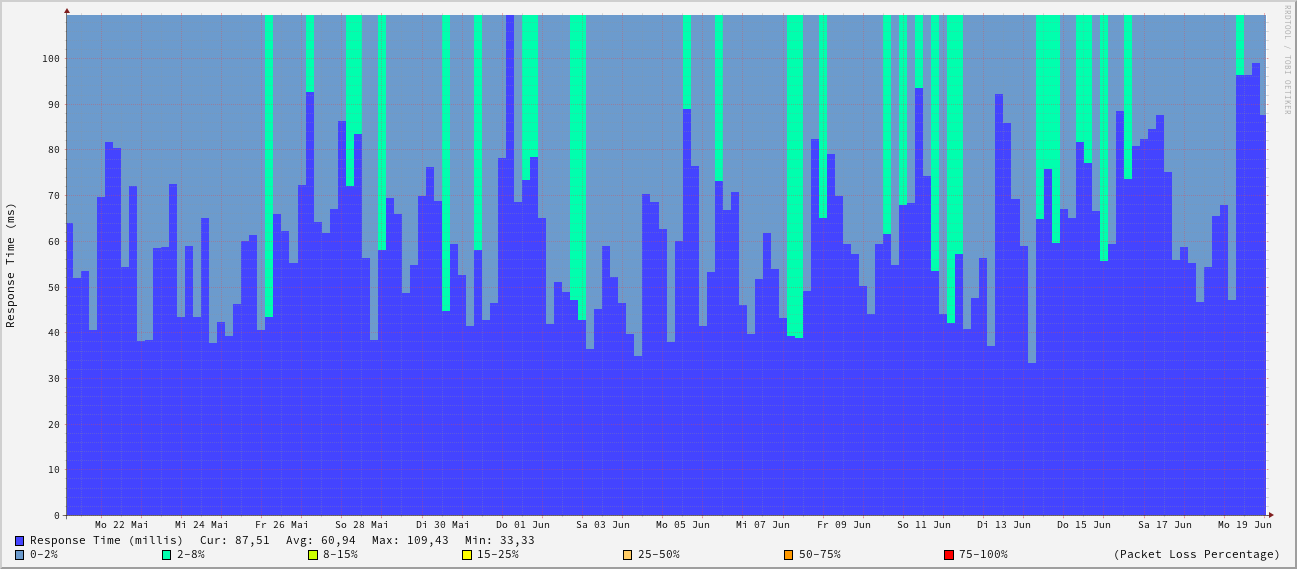 RRDTOOL / TOBI OETIKER
Response Time (ms)
100
90
80
70
60
50
40
30
20
10
0
Mo 22 Mai Mi 24 Mai Fr 26 Mai So 28 Mai Di 30 Mai Do 01 Jun Sa 03 Jun Mo 05 Jun Mi 07 Jun Fr 09 Jun So 11 Jun Di 13 Jun Do 15 Jun Sa 17 Jun Mo 19 Jun
Response Time (millis) Cur: 87,51 Avg: 60,94 Max: 109,43 Min: 33,33
0-2% 2-8% 8-15% 15-25% 25-50% 50-75% 75-100% (Packet Loss Percentage)